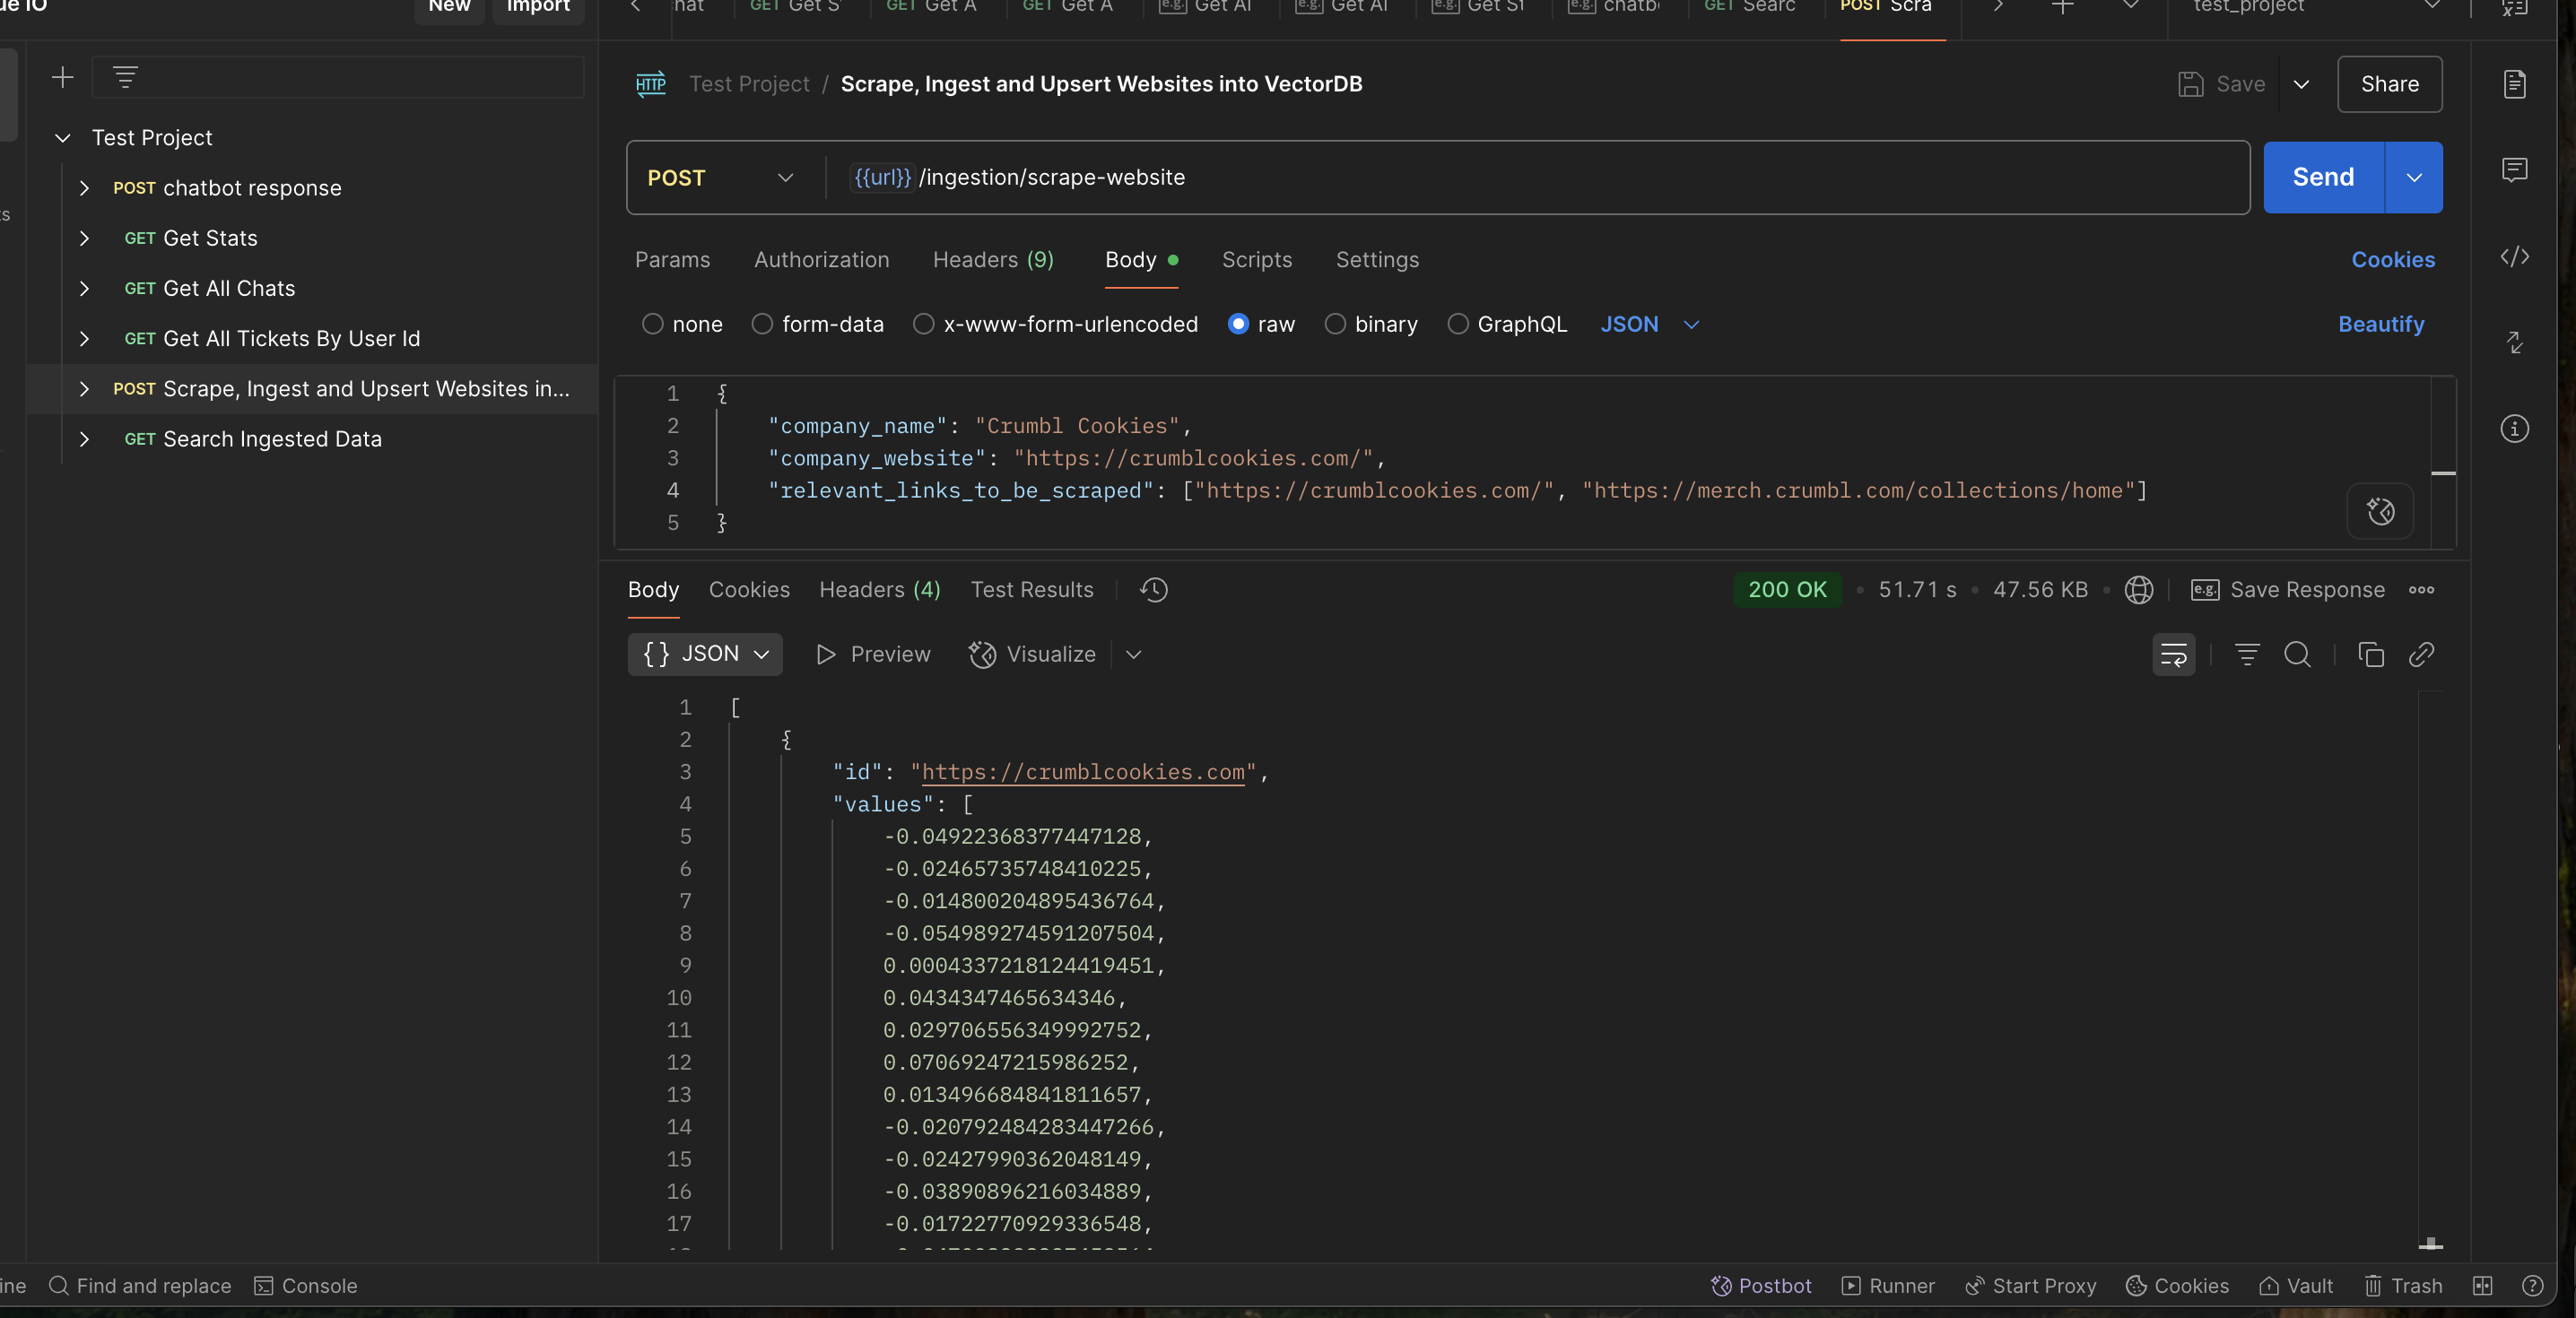 ue IO
New
Import
hat
GET Get S
GET Get A
GET Get A
e.g. Get Al
e.g. Get Al
e.g. Get St
e.g. chatb
GET Searc
POST Scra
test_project
HTTP Test Project / Scrape, Ingest and Upsert Websites into VectorDB
Save
Share
Test Project
POST chatbot response
GET Get Stats
GET Get All Chats
GET Get All Tickets By User Id
POST Scrape, Ingest and Upsert Websites in...
GET Search Ingested Data
ts
POST {{url}}/ingestion/scrape-website
Send
Params Authorization Headers (9) Body Scripts Settings Cookies
none form-data x-www-form-urlencoded raw binary GraphQL JSON Beautify
1 {
2 "company_name": "Crumbl Cookies",
3 "company_website": "https://crumblcookies.com/",
4 "relevant_links_to_be_scraped": ["https://crumblcookies.com/", "https://merch.crumbl.com/collections/home"]
5 }
Body Cookies Headers (4) Test Results 200 OK • 51.71 s • 47.56 KB • e.g. Save Response
{} JSON Preview Visualize
1 [
2 {
3 "id": "https://crumblcookies.com",
4 "values": [
5 -0.04922368377447128,
6 -0.02465735748410225,
7 -0.014800204895436764,
8 -0.054989274591207504,
9 0.0004337218124419451,
10 0.0434347465634346,
11 0.029706556349992752,
12 0.07069247215986252,
13 0.013496684841811657,
14 -0.020792484283447266,
15 -0.02427990362048149,
16 -0.03890896216034889,
17 -0.01722770929336548,
ine Find and replace Console Postbot Runner Start Proxy Cookies Vault Trash